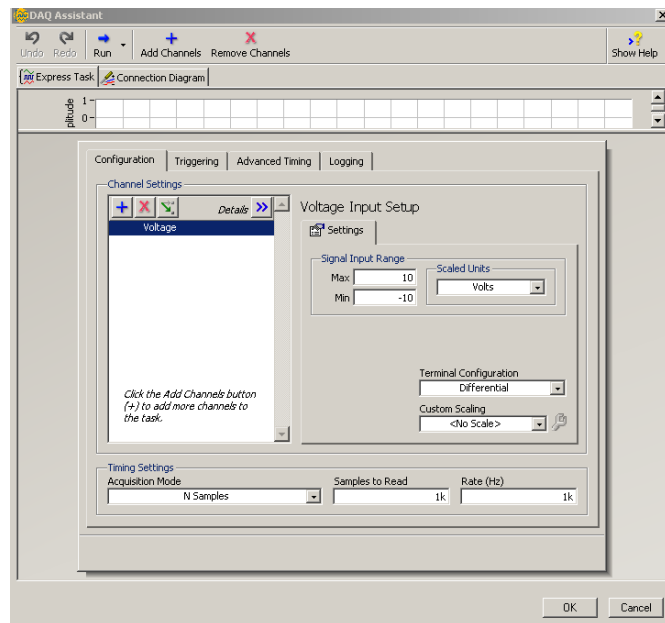 DAQ Assistant
Undo Redo Run Add Channels Remove Channels Show Help
Express Task Connection Diagram
plitude
1
0
Configuration Triggering Advanced Timing Logging
Channel Settings
Details
Voltage
Click the Add Channels button
(+) to add more channels to
the task.
Voltage Input Setup
Settings
Signal Input Range
Max 10
Min -10
Scaled Units
Volts
Terminal Configuration
Differential
Custom Scaling
<No Scale>
Timing Settings
Acquisition Mode Samples to Read Rate (Hz)
N Samples 1k 1k
OK Cancel